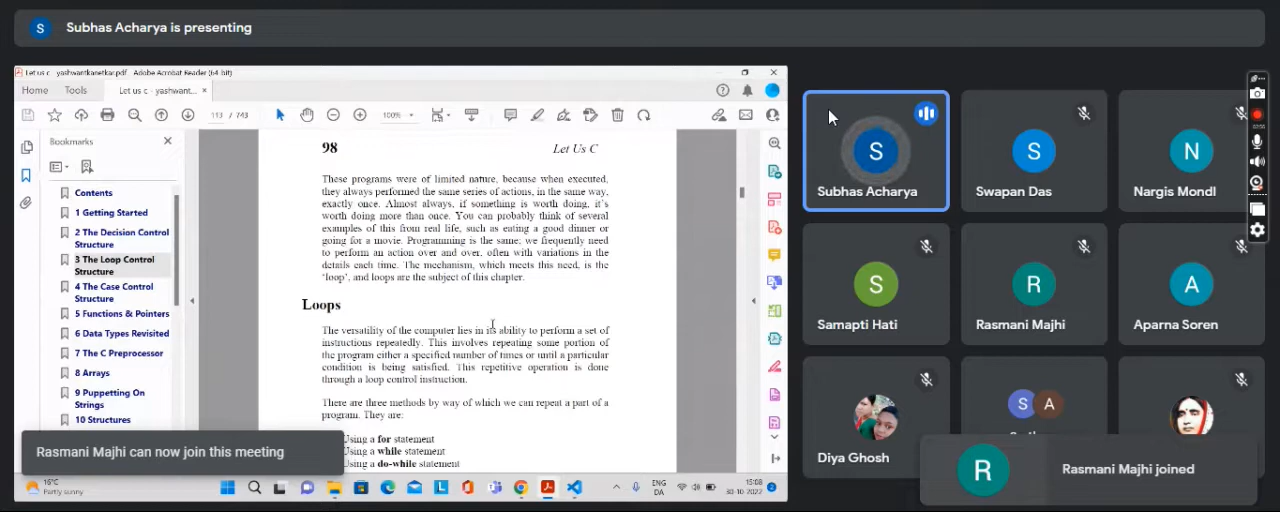 S Subhas Acharya is presenting
Let us c - yashwantkanetkar.pdf - Adobe Acrobat Reader (64-bit)
Home Tools Let us c - yashwant... ×
113 / 743 100%
Bookmarks
Contents
1 Getting Started
2 The Decision Control
Structure
3 The Loop Control
Structure
4 The Case Control
Structure
5 Functions & Pointers
6 Data Types Revisited
7 The C Preprocessor
8 Arrays
9 Puppetting On
Strings
10 Structures
98 Let Us C
These programs were of limited nature, because when executed,
they always performed the same series of actions, in the same way,
exactly once. Almost always, if something is worth doing, it's
worth doing more than once. You can probably think of several
examples of this from real life, such as eating a good dinner or
going for a movie. Programming is the same; we frequently need
to perform an action over and over, often with variations in the
details each time. The mechanism, which meets this need, is the
'loop', and loops are the subject of this chapter.
Loops
The versatility of the computer lies in its ability to perform a set of
instructions repeatedly. This involves repeating some portion of
the program either a specified number of times or until a particular
condition is being satisfied. This repetitive operation is done
through a loop control instruction.
There are three methods by way of which we can repeat a part of a
program. They are:
Using a for statement
Using a while statement
Using a do-while statement
Rasmani Majhi can now join this meeting
16°C
Partly sunny
ENG
DA
15:08
30-10-2022
S
Subhas Acharya
S
Swapan Das
N
Nargis Mondl
S
Samapti Hati
R
Rasmani Majhi
A
Aparna Soren
Diya Ghosh
S A
R Rasmani Majhi joined